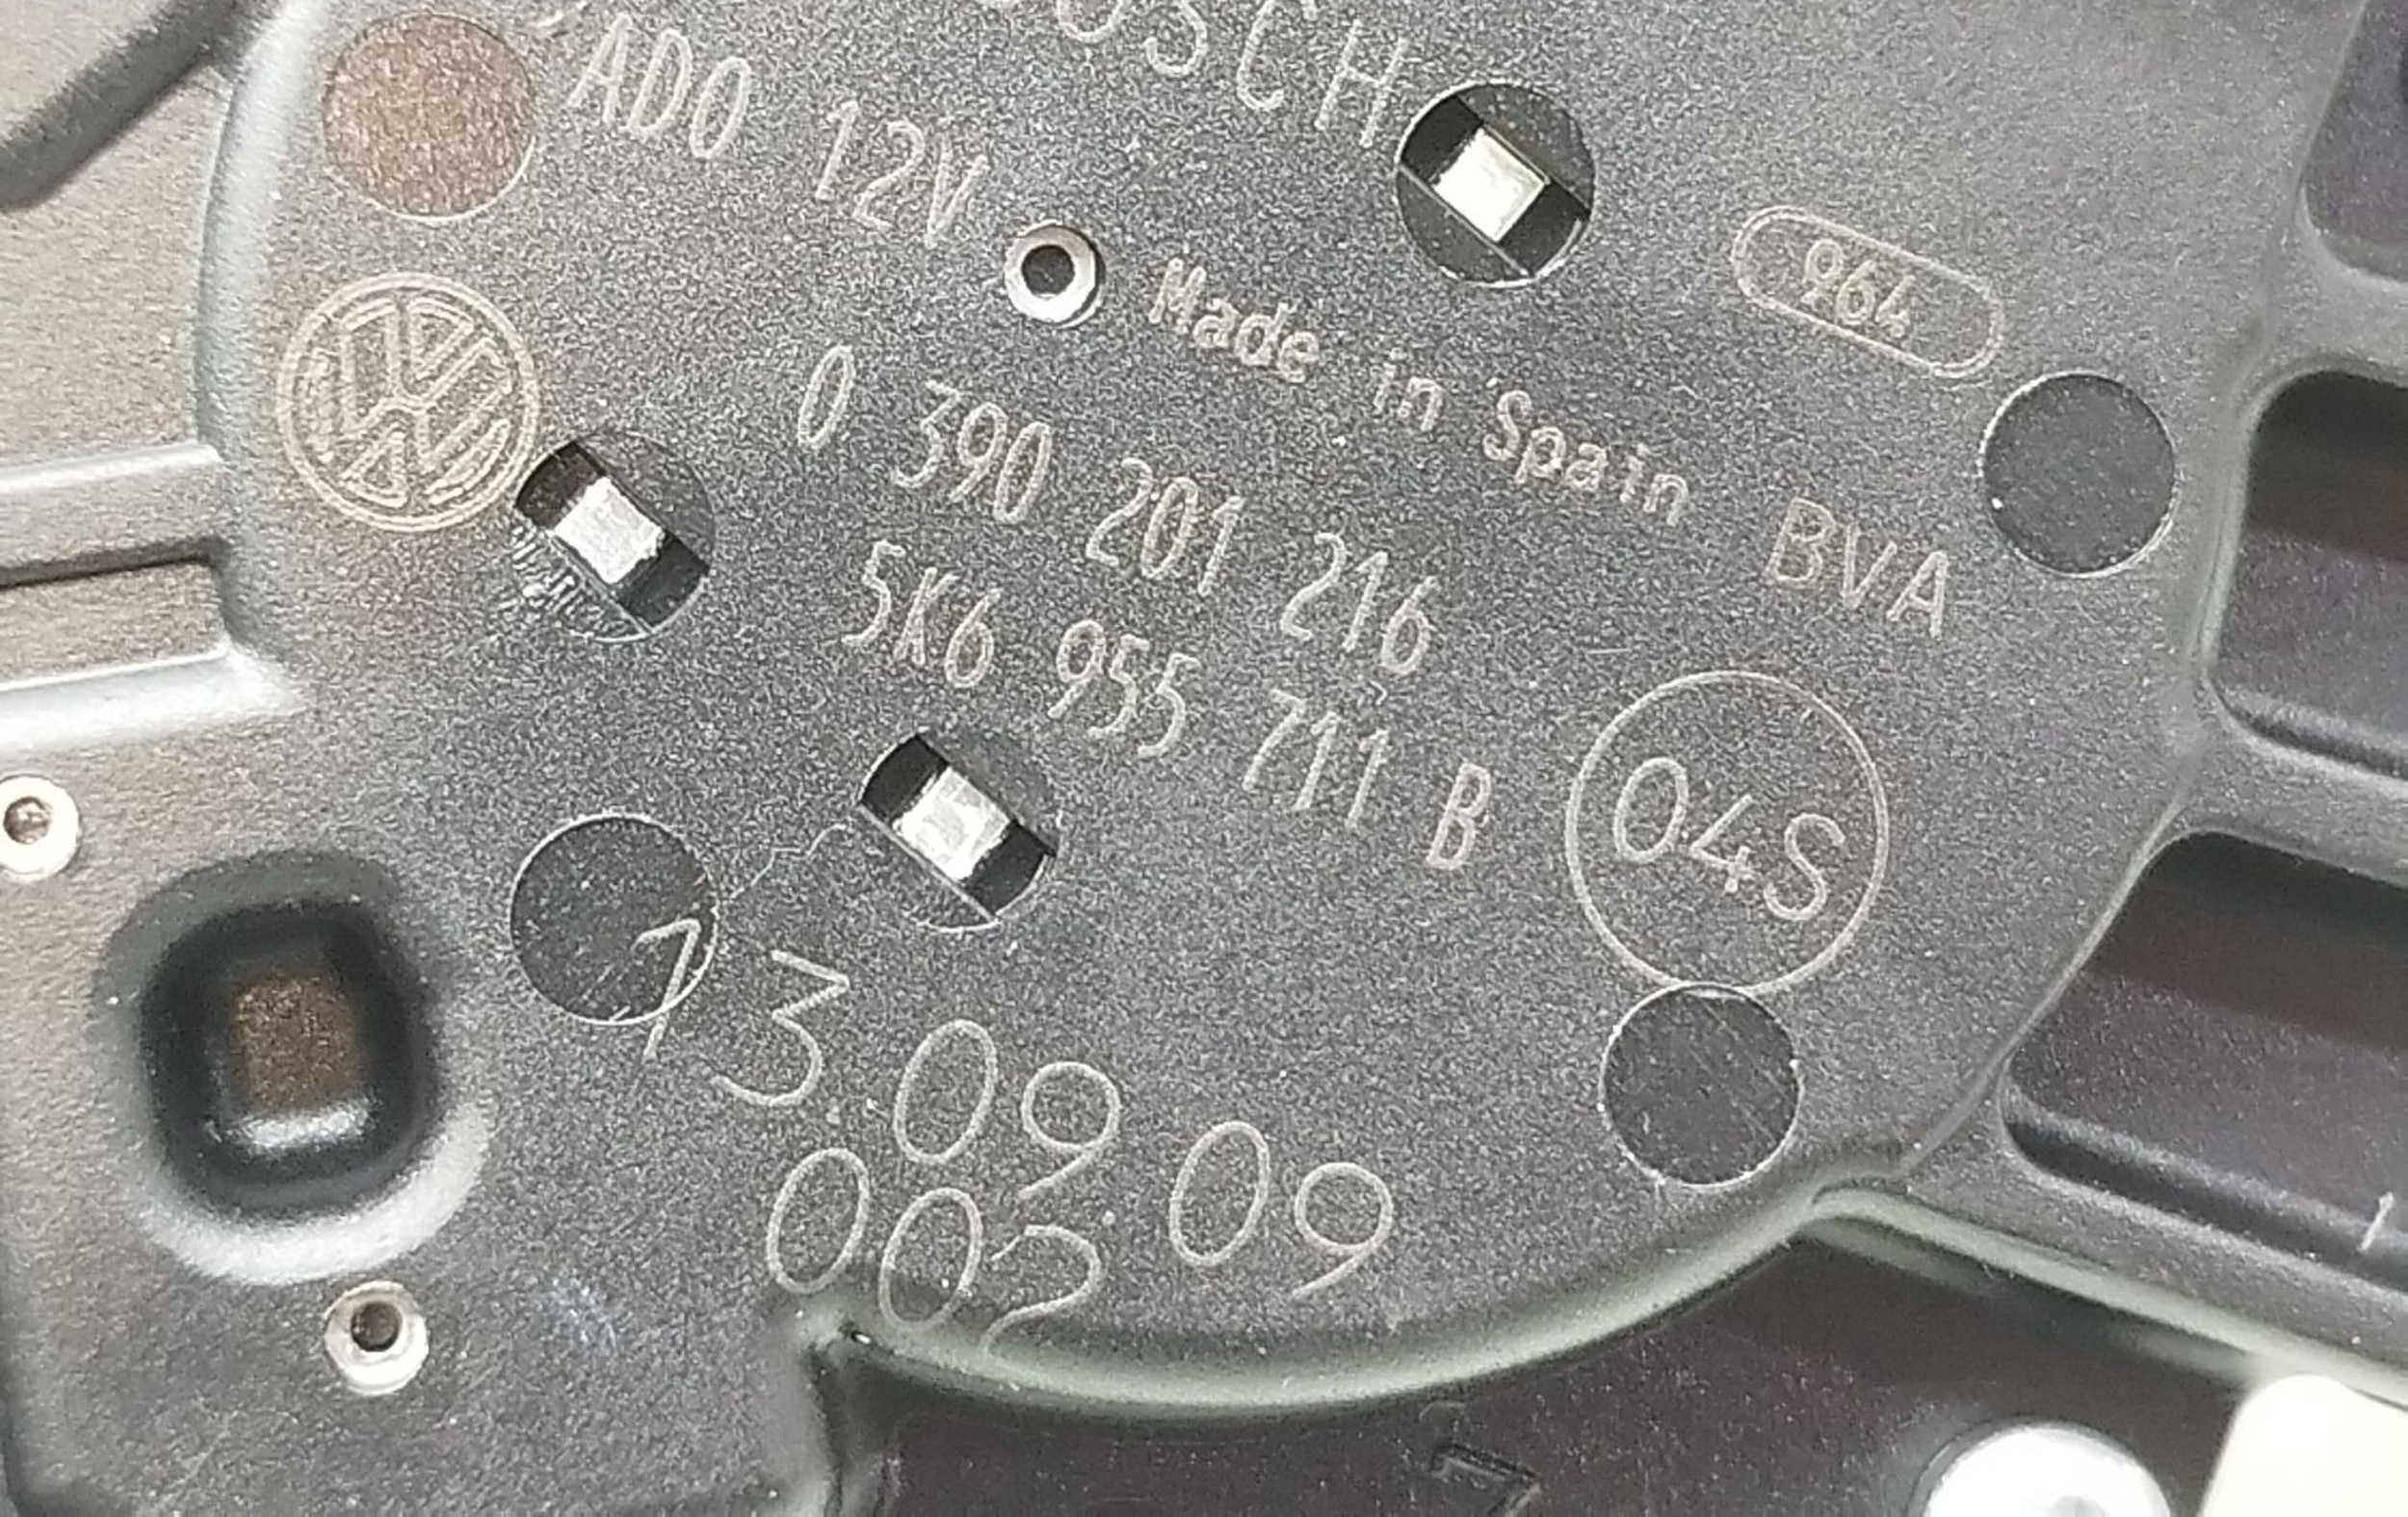 OSCH
ADO 12V
964
Made in Spain
BVA
0 390 201 216
5K6 955 711 B
04S
13.09.09
002